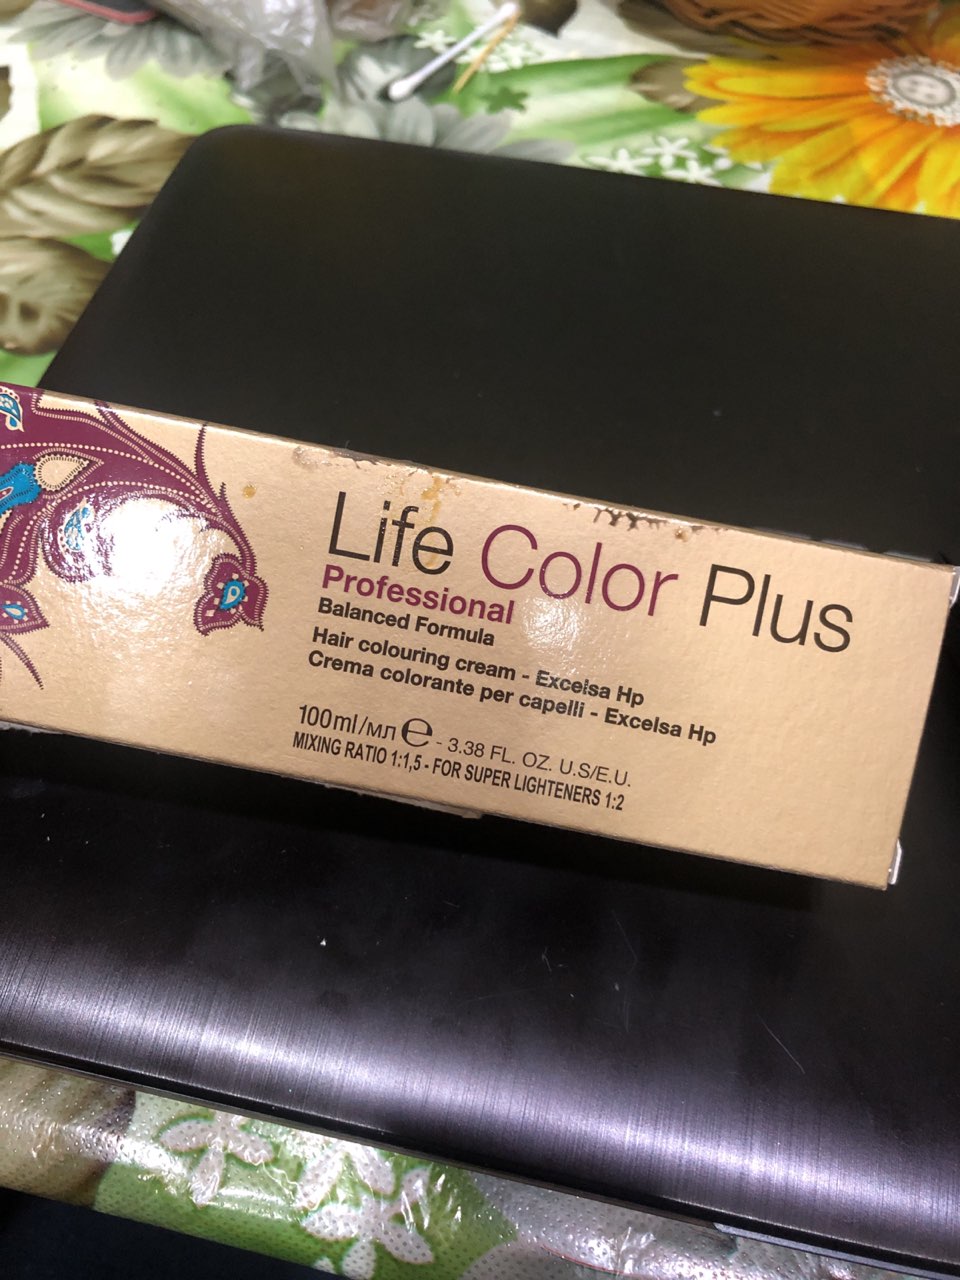 Life Color Plus
Professional
Balanced Formula
Hair colouring cream - Excelsa Hp
Crema colorante per capelli - Excelsa Hp
100ml/мл ℮ - 3.38 FL. OZ. U.S/E.U.
MIXING RATIO 1:1,5 - FOR SUPER LIGHTENERS 1:2